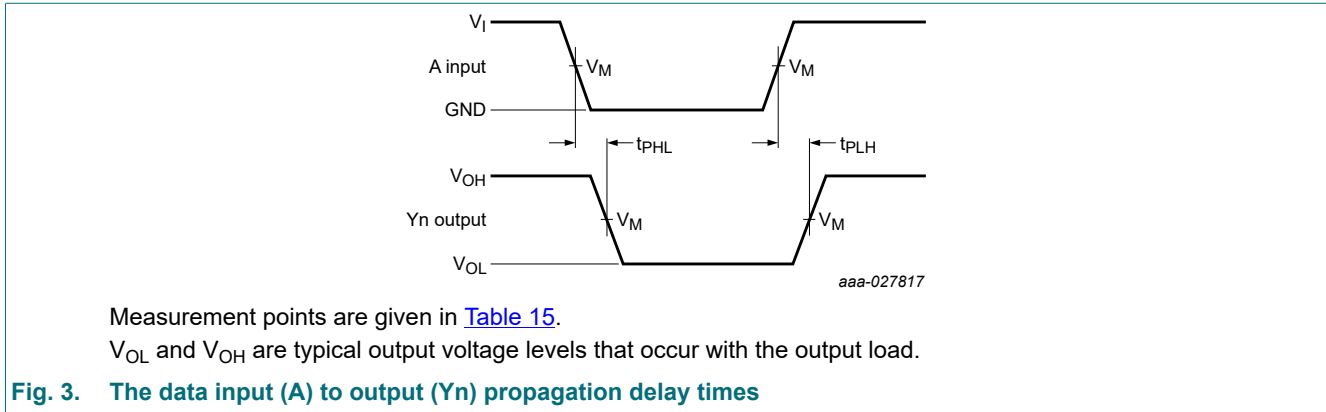 VI
A input
VM
VM
GND
tPHL
tPLH
VOH
Yn output
VM
VM
VOL
aaa-027817
Measurement points are given in Table 15.
VOL and VOH are typical output voltage levels that occur with the output load.
Fig. 3. The data input (A) to output (Yn) propagation delay times